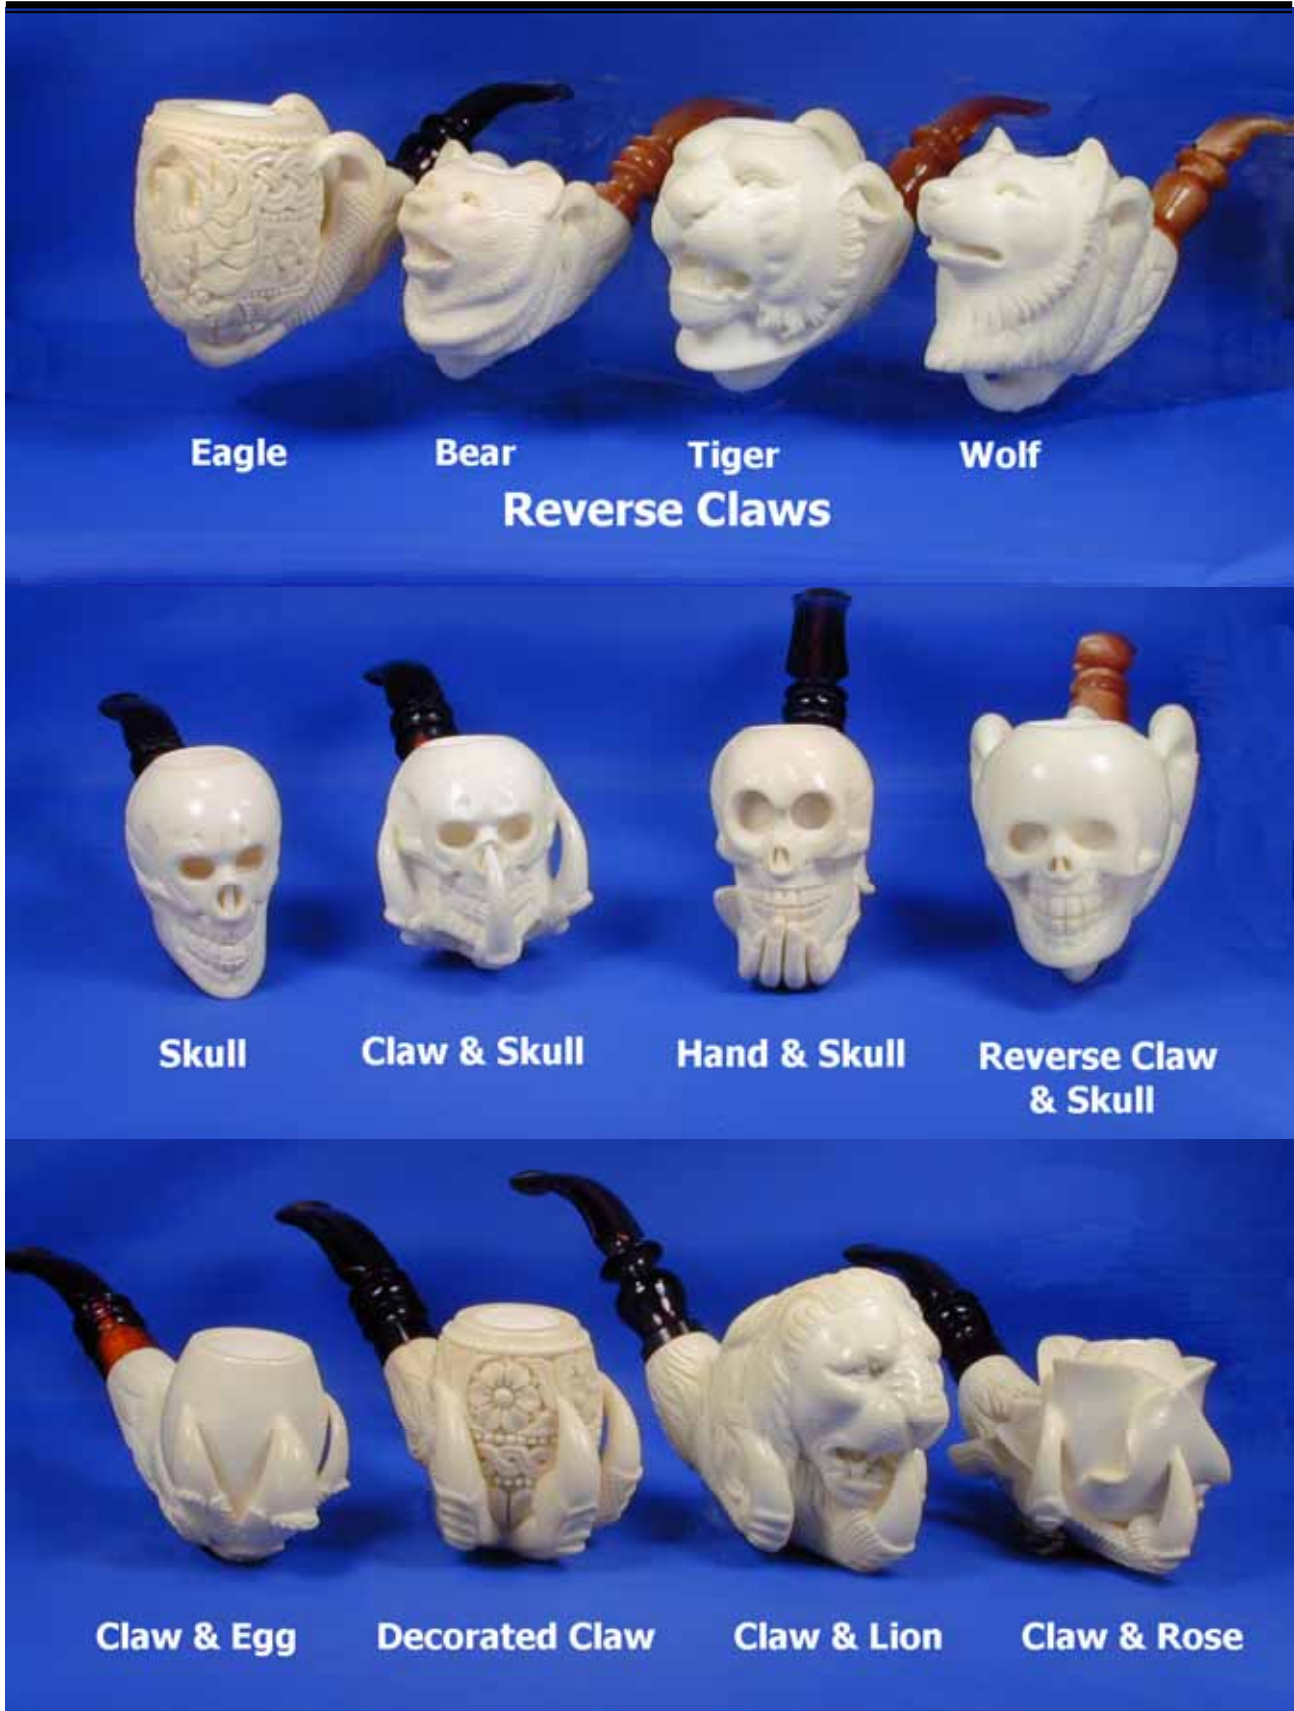 Eagle Bear Tiger Wolf
Reverse Claws
Skull Claw & Skull Hand & Skull Reverse Claw
& Skull
Claw & Egg Decorated Claw Claw & Lion Claw & Rose